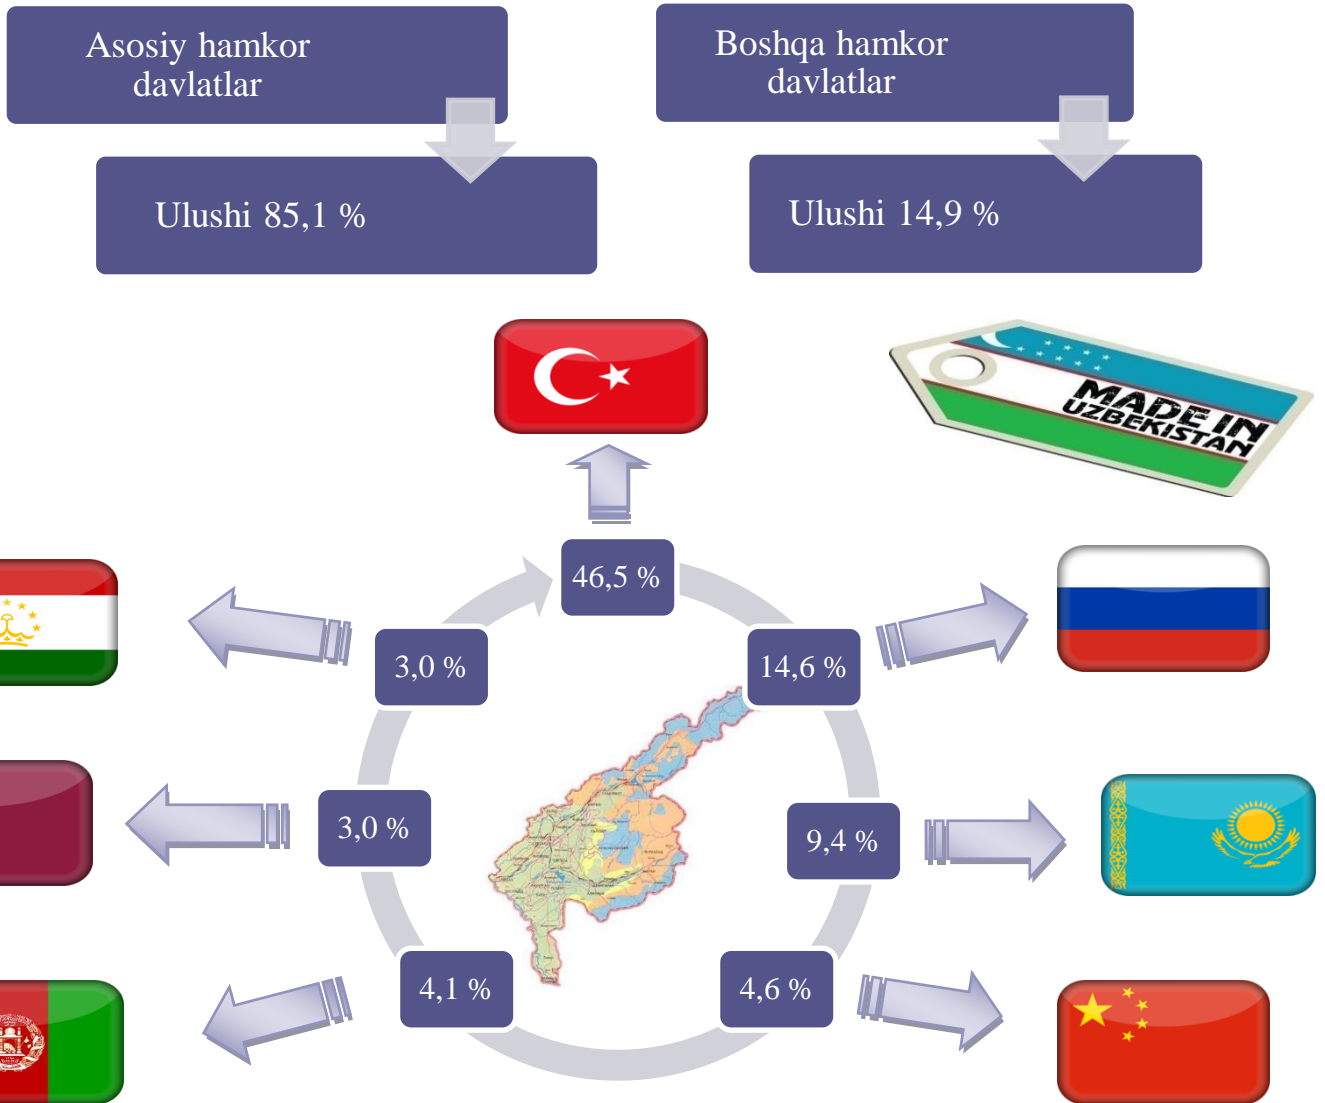 Asosiy hamkor
davlatlar
Boshqa hamkor
davlatlar
Ulushi 85,1 %
Ulushi 14,9 %
MADE IN
UZBEKISTAN
46,5 %
3,0 %
14,6 %
3,0 %
9,4 %
4,1 %
4,6 %